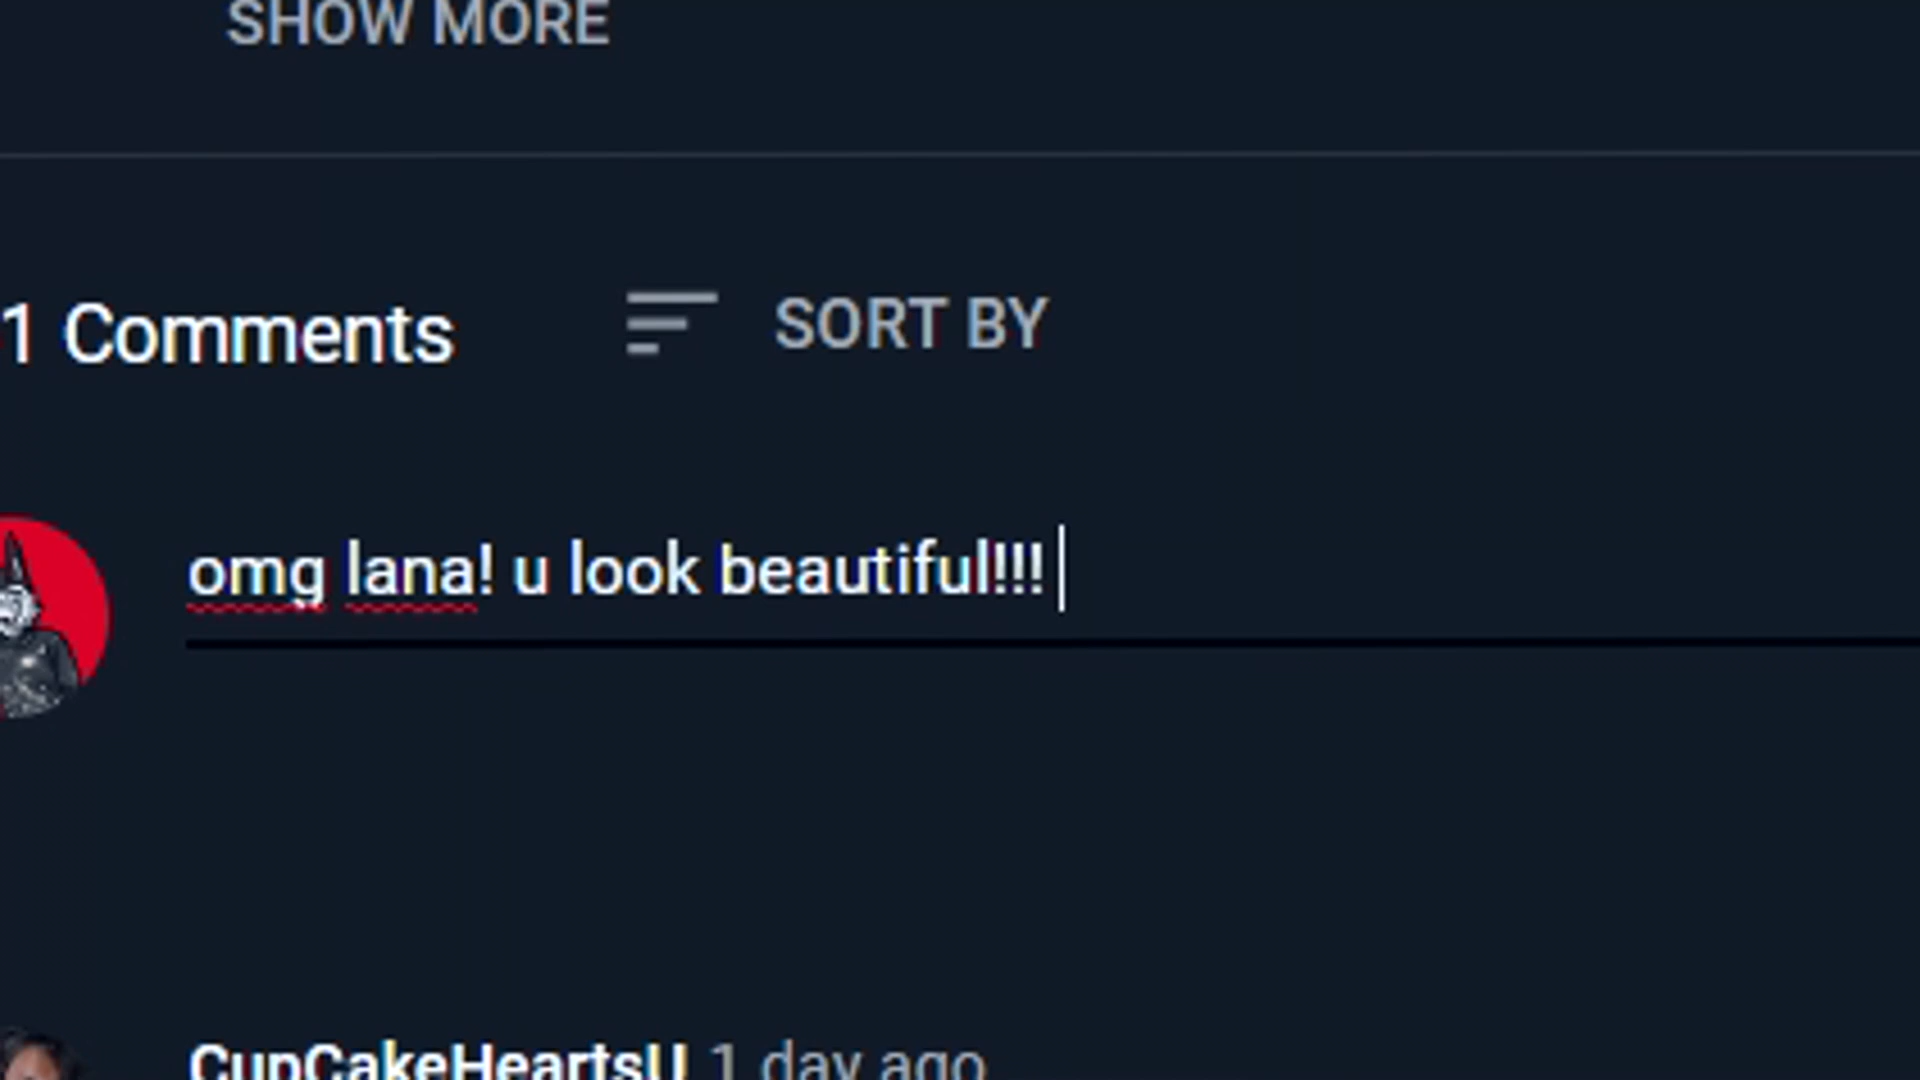 SHOW MORE
1 Comments
SORT BY
omg lana! u look beautiful!!!
CupCakeHeartsU 1 day ago